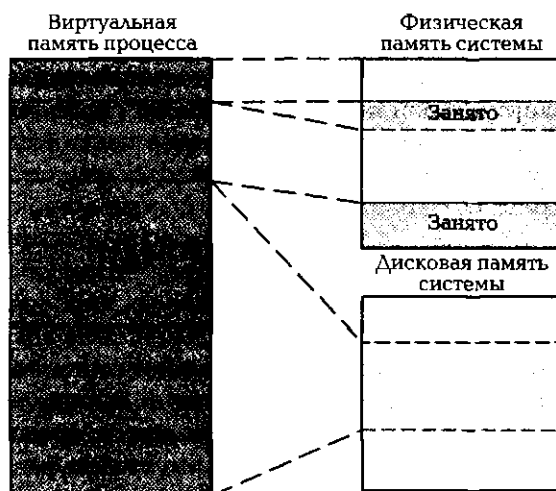 Виртуальная
память процесса
Физическая
память системы
Занято
Занято
Дисковая память
системы